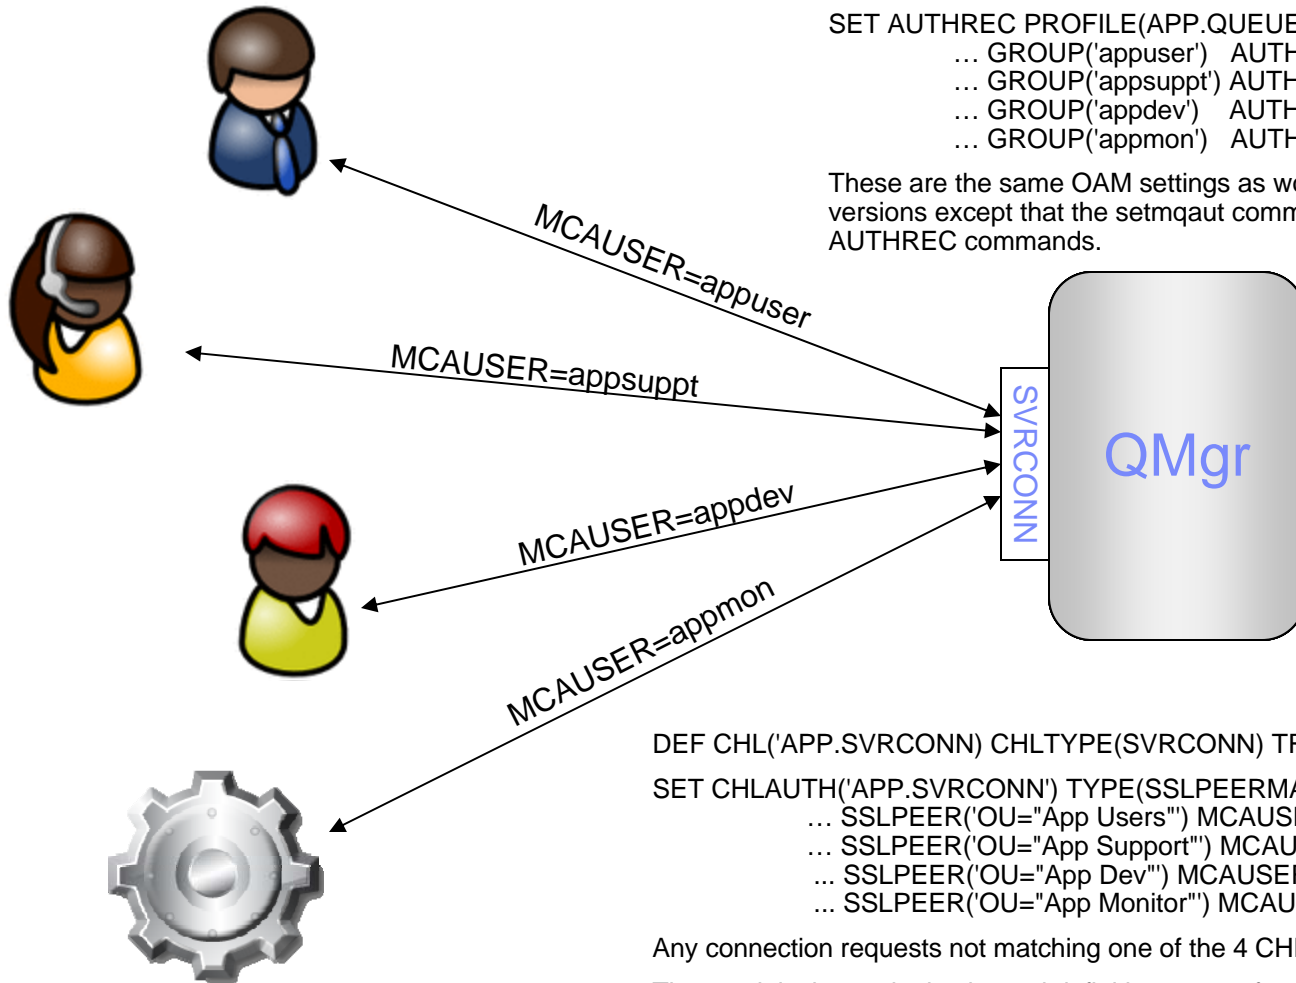 SET AUTHREC PROFILE(APP.QUEUE
… GROUP('appuser') AUTH
… GROUP('appsuppt') AUTH
… GROUP('appdev') AUTH
… GROUP('appmon') AUTH
These are the same OAM settings as wo
versions except that the setmqaut comm
AUTHREC commands.
MCAUSER=appuser
MCAUSER=appsuppt
MCAUSER=appdev
MCAUSER=appmon
SVRCONN
QMgr
DEF CHL('APP.SVRCONN) CHLTYPE(SVRCONN) TR
SET CHLAUTH('APP.SVRCONN') TYPE(SSLPEERMA
… SSLPEER('OU="App Users"') MCAUSE
… SSLPEER('OU="App Support"') MCAU
... SSLPEER('OU="App Dev"') MCAUSER
... SSLPEER('OU="App Monitor"') MCAU
Any connection requests not matching one of the 4 CHL